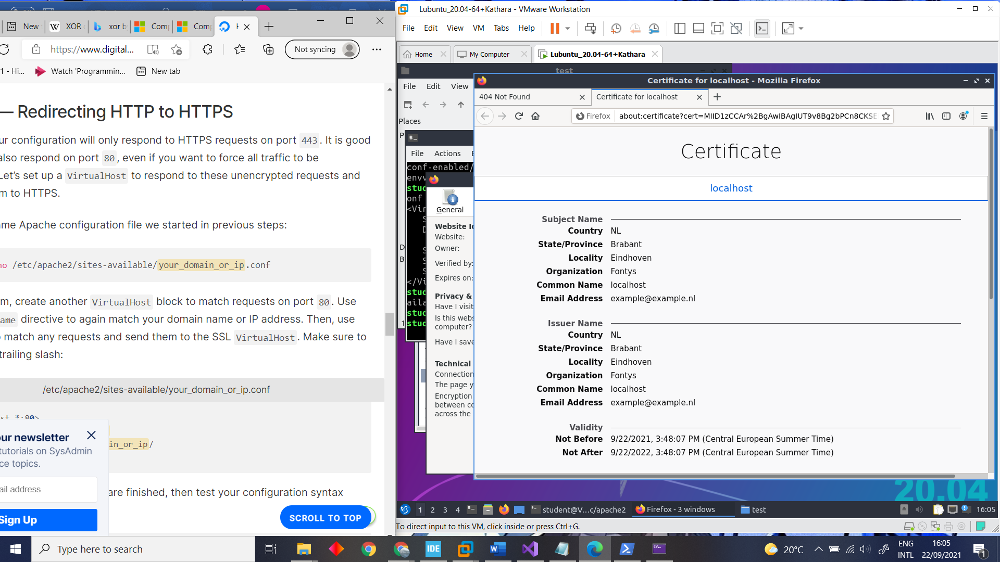 New
XOR
xor b
Comp
Comp
https://www.digital...
Not syncing
1 - Hi...
Watch 'Programmin...
New tab
— Redirecting HTTP to HTTPS
ur configuration will only respond to HTTPS requests on port 443. It is good
also respond on port 80, even if you want to force all traffic to be
Let's set up a VirtualHost to respond to these unencrypted requests and
m to HTTPS.
ame Apache configuration file we started in previous steps:
no /etc/apache2/sites-available/your_domain_or_ip.conf
m, create another VirtualHost block to match requests on port 80. Use
ame directive to again match your domain name or IP address. Then, use
o match any requests and send them to the SSL VirtualHost. Make sure to
trailing slash:
/etc/apache2/sites-available/your_domain_or_ip.conf
st *:80>
in_or_ip/
our newsletter
tutorials on SysAdmin
ce topics.
ail address
Sign Up
are finished, then test your configuration syntax
SCROLL TO TOP
Lubuntu_20.04-64+Kathara - VMware Workstation
File Edit View VM Tabs Help
Home
My Computer
Lubuntu_20.04-64+Kathara
test
File Edit View
Places
File Actions
conf-enabled/
envv
stud
onf
<Vir
</Vi
stud
aila
stud
stud
General
Website Id
Website:
Owner:
Verified by:
Expires on:
Privacy &
Have I visit
Is this webs
computer?
Have I save
Technical
Connection
The page y
Encryption
between co
across the
Certificate for localhost - Mozilla Firefox
404 Not Found
Certificate for localhost
Firefox
about:certificate?cert=MIID1zCCAr%2BgAwIBAgIUT9v8Bg2bPCn8CKSE
Certificate
localhost
Subject Name
Country NL
State/Province Brabant
Locality Eindhoven
Organization Fontys
Common Name localhost
Email Address example@example.nl
Issuer Name
Country NL
State/Province Brabant
Locality Eindhoven
Organization Fontys
Common Name localhost
Email Address example@example.nl
Validity
Not Before 9/22/2021, 3:48:07 PM (Central European Summer Time)
Not After 9/22/2022, 3:48:07 PM (Central European Summer Time)
20.04
1 2 3 4
student@V...c/apache2
Firefox - 3 windows
test
16:05
To direct input to this VM, click inside or press Ctrl+G.
Type here to search
IDE
20°C
ENG
INTL
16:05
22/09/2021
1